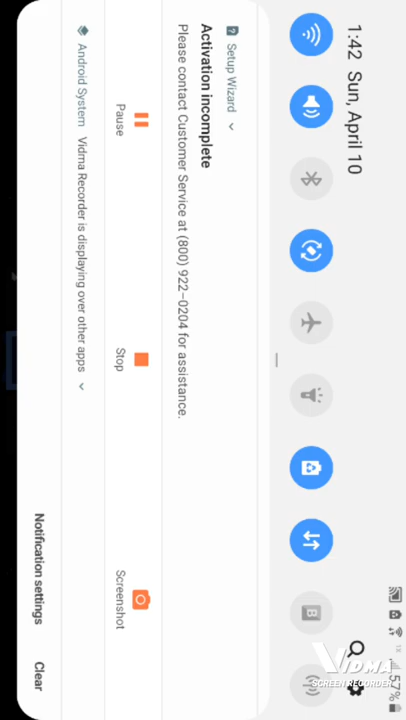 57%
1:42 Sun, April 10
Setup Wizard
Activation incomplete
Please contact Customer Service at (800) 922-0204 for assistance.
Pause Stop Screenshot
Android System Vidma Recorder is displaying over other apps
Notification settings Clear
VIDMA
SCREEN RECORDER